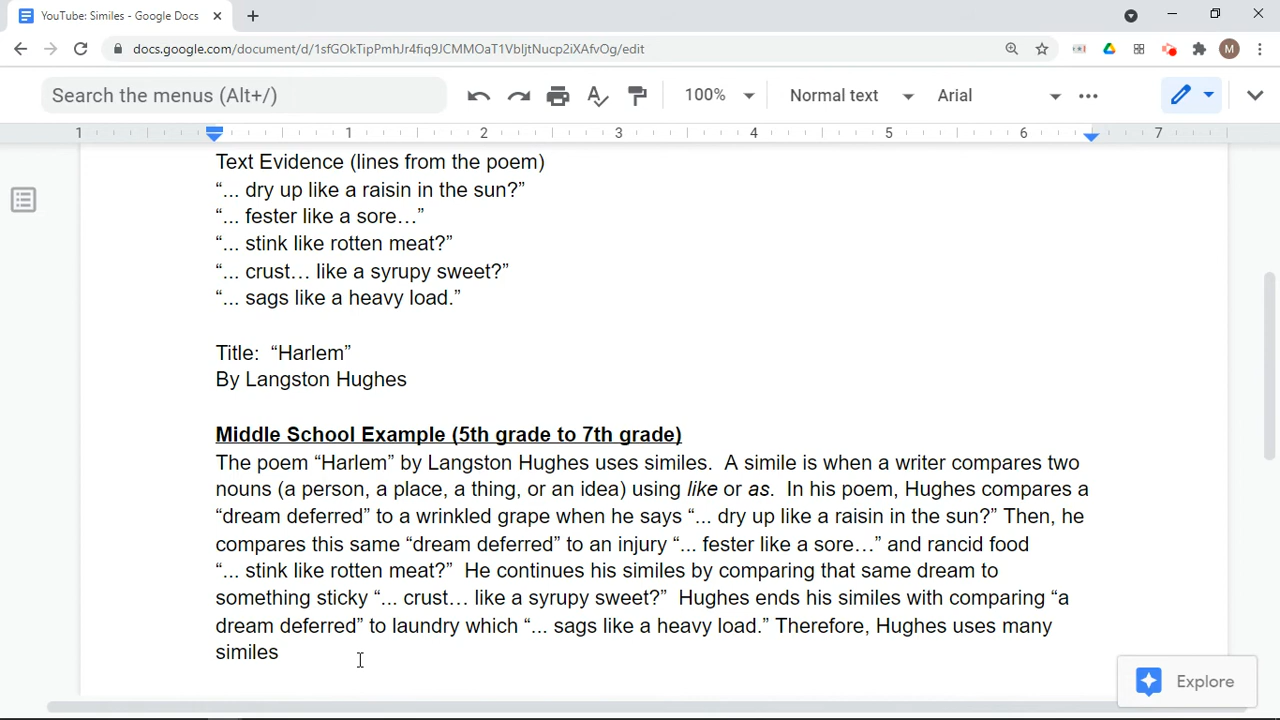 YouTube: Similes - Google Docs
docs.google.com/document/d/1sfGOkTipPmhJr4fiq9JCMMOaT1VbljtNucp2iXAfvOg/edit
M
Search the menus (Alt+/)
100%
Normal text
Arial
1 1 2 3 4 5 6 7
Text Evidence (lines from the poem)
“... dry up like a raisin in the sun?”
“... fester like a sore…”
“... stink like rotten meat?”
“... crust… like a syrupy sweet?”
“... sags like a heavy load.”
Title:  “Harlem”
By Langston Hughes
Middle School Example (5th grade to 7th grade)
The poem “Harlem” by Langston Hughes uses similes.  A simile is when a writer compares two
nouns (a person, a place, a thing, or an idea) using like or as.  In his poem, Hughes compares a
“dream deferred” to a wrinkled grape when he says “... dry up like a raisin in the sun?” Then, he
compares this same “dream deferred” to an injury “... fester like a sore…” and rancid food
“... stink like rotten meat?”  He continues his similes by comparing that same dream to
something sticky “... crust… like a syrupy sweet?”  Hughes ends his similes with comparing “a
dream deferred” to laundry which “... sags like a heavy load.” Therefore, Hughes uses many
similes
Explore